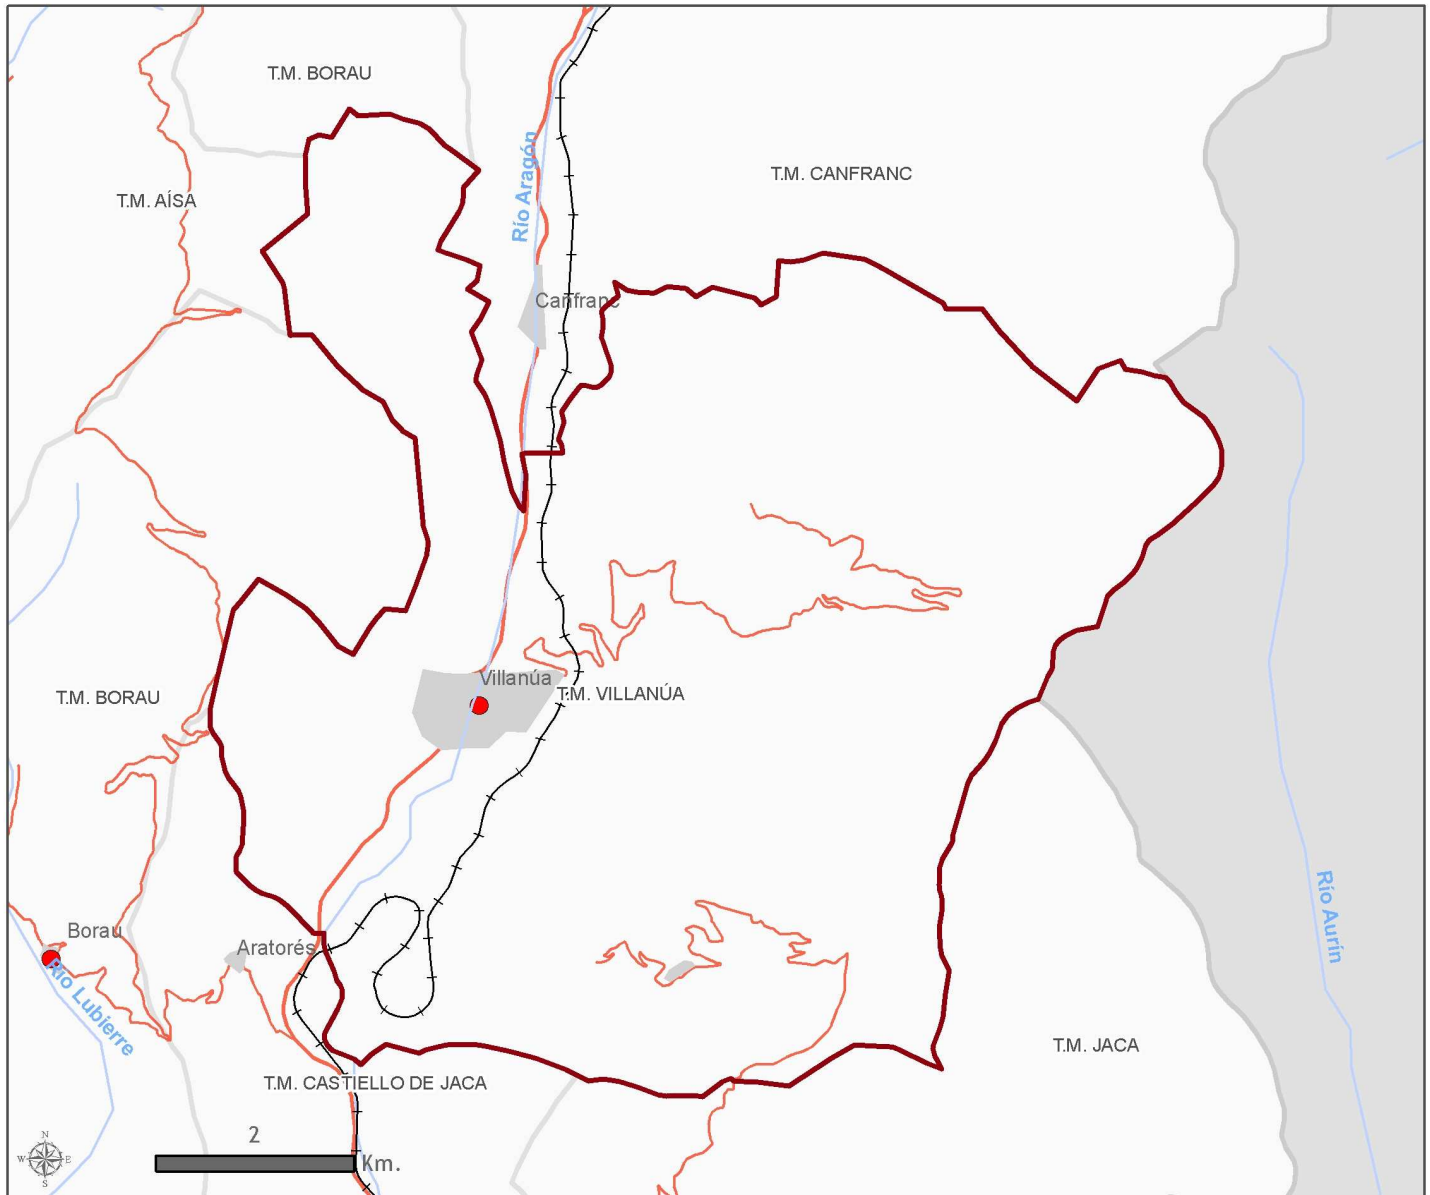 T.M. BORAU
Río Aragón
T.M. CANFRANC
T.M. AÍSA
Canfranc
Villanúa
T.M. VILLANÚA
T.M. BORAU
Río Aurín
Borau
Aratorés
Río Lubierre
T.M. JACA
T.M. CASTIELLO DE JACA
2
Km.
N
W
E
S